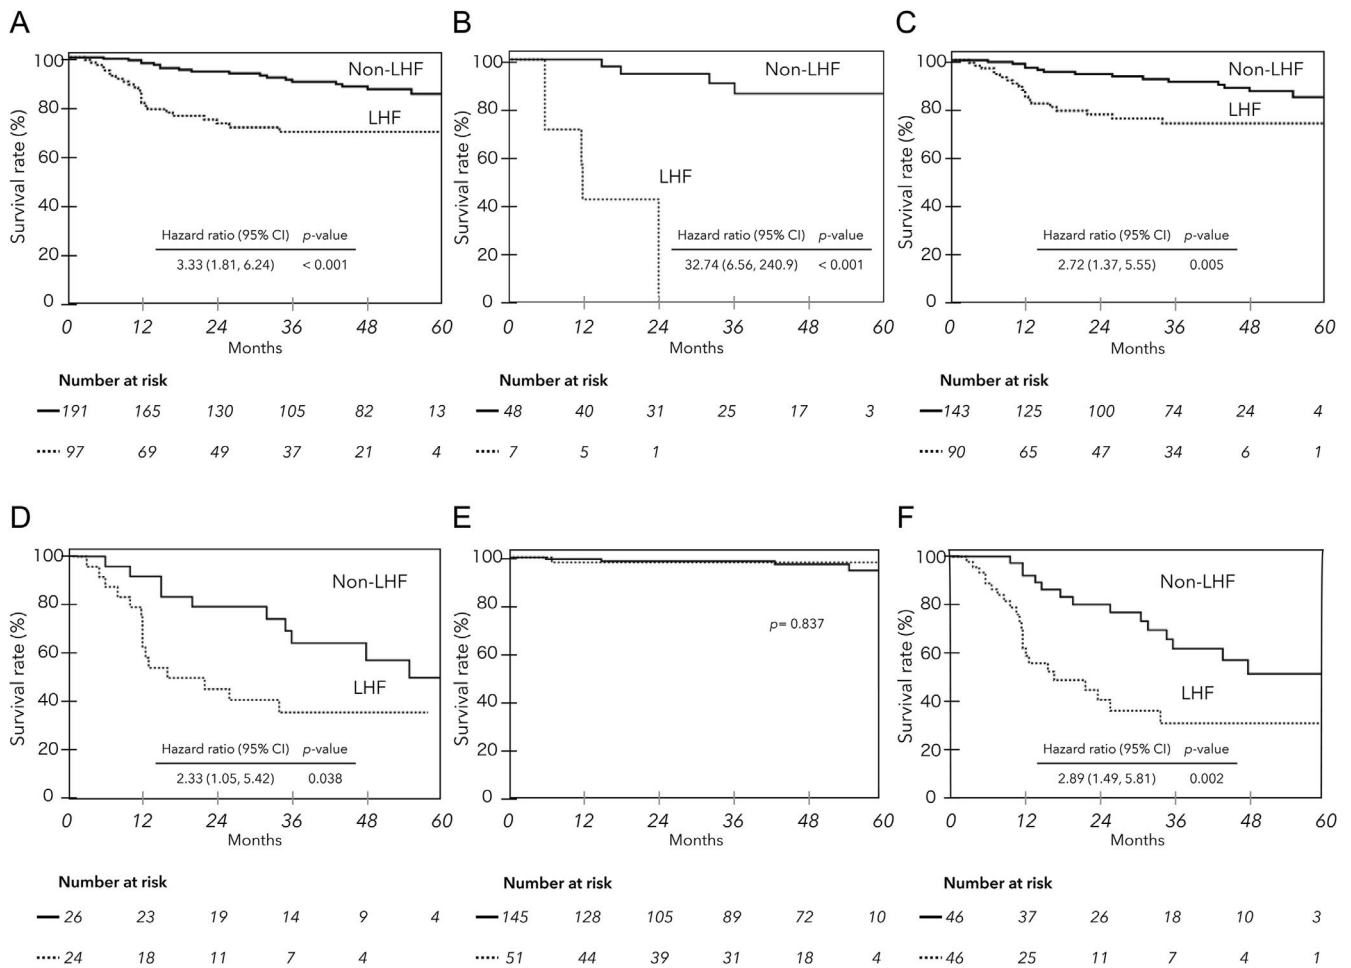 A
100
80
60
40
20
0
Survival rate (%)
Non-LHF
LHF
Hazard ratio (95% CI) p-value
3.33 (1.81, 6.24) < 0.001
0 12 24 36 48 60
Months
Number at risk
191 165 130 105 82 13
97 69 49 37 21 4
B
100
80
60
40
20
0
Survival rate (%)
Non-LHF
LHF
Hazard ratio (95% CI) p-value
32.74 (6.56, 240.9) < 0.001
0 12 24 36 48 60
Months
Number at risk
48 40 31 25 17 3
7 5 1
C
100
80
60
40
20
0
Survival rate (%)
Non-LHF
LHF
Hazard ratio (95% CI) p-value
2.72 (1.37, 5.55) 0.005
0 12 24 36 48 60
Months
Number at risk
143 125 100 74 24 4
90 65 47 34 6 1
D
100
80
60
40
20
0
Survival rate (%)
Non-LHF
LHF
Hazard ratio (95% CI) p-value
2.33 (1.05, 5.42) 0.038
0 12 24 36 48 60
Months
Number at risk
26 23 19 14 9 4
24 18 11 7 4
E
100
80
60
40
20
0
Survival rate (%)
p= 0.837
0 12 24 36 48 60
Months
Number at risk
145 128 105 89 72 10
51 44 39 31 18 4
F
100
80
60
40
20
0
Survival rate (%)
Non-LHF
LHF
Hazard ratio (95% CI) p-value
2.89 (1.49, 5.81) 0.002
0 12 24 36 48 60
Months
Number at risk
46 37 26 18 10 3
46 25 11 7 4 1